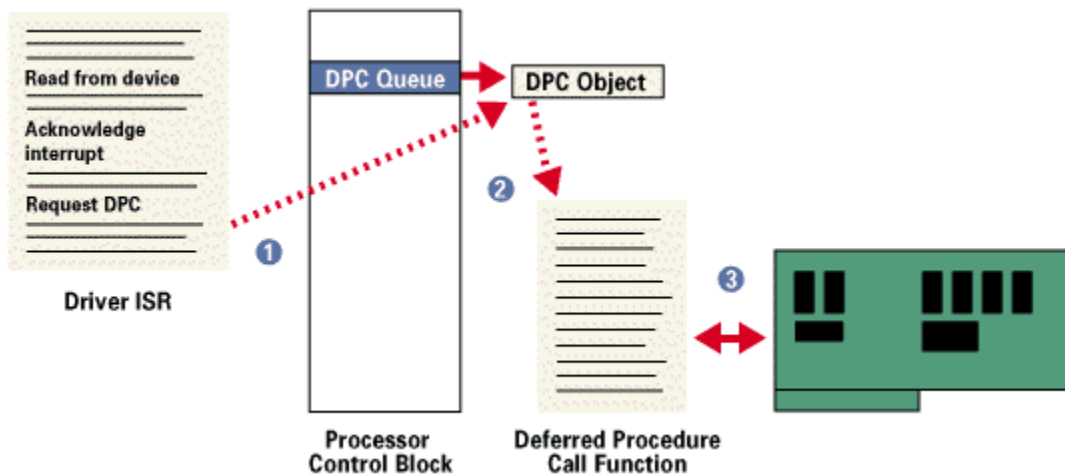 Read from device
Acknowledge
interrupt
Request DPC
Driver ISR
DPC Queue
DPC Object
1
2
3
Processor
Control Block
Deferred Procedure
Call Function